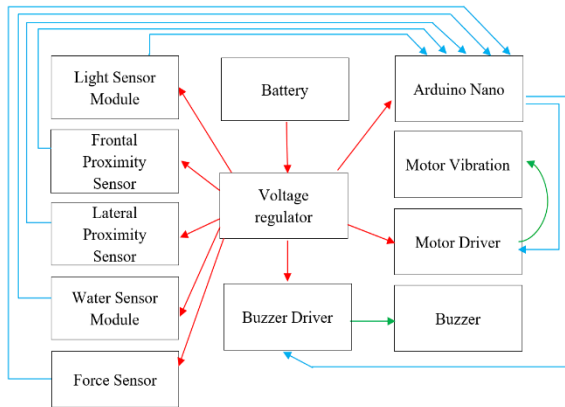 Light Sensor
Module
Battery
Arduino Nano
Frontal
Proximity
Sensor
Motor Vibration
Voltage
regulator
Lateral
Proximity
Sensor
Motor Driver
Water Sensor
Module
Buzzer Driver
Buzzer
Force Sensor